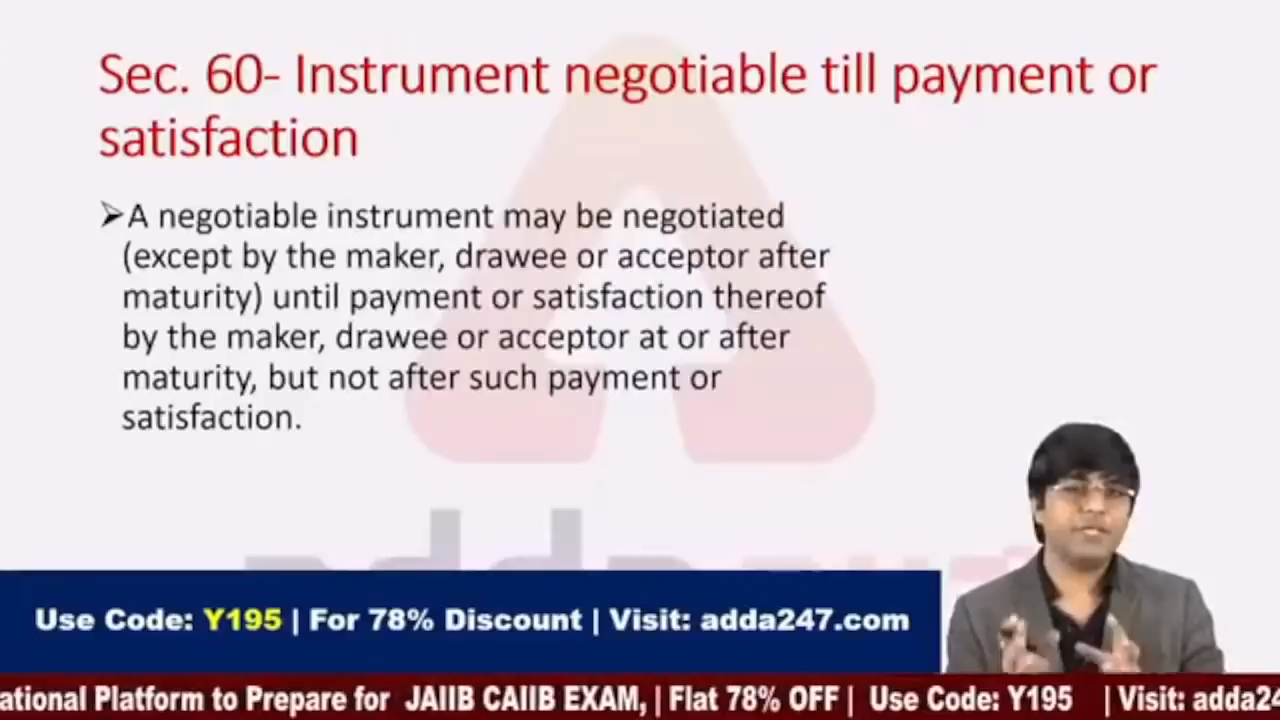 Sec. 60- Instrument negotiable till payment or
satisfaction
➢A negotiable instrument may be negotiated
(except by the maker, drawee or acceptor after
maturity) until payment or satisfaction thereof
by the maker, drawee or acceptor at or after
maturity, but not after such payment or
satisfaction.
Use Code: Y195 | For 78% Discount | Visit: adda247.com
ational Platform to Prepare for JAIIB CAIIB EXAM, | Flat 78% OFF | Use Code: Y195 | Visit: adda24